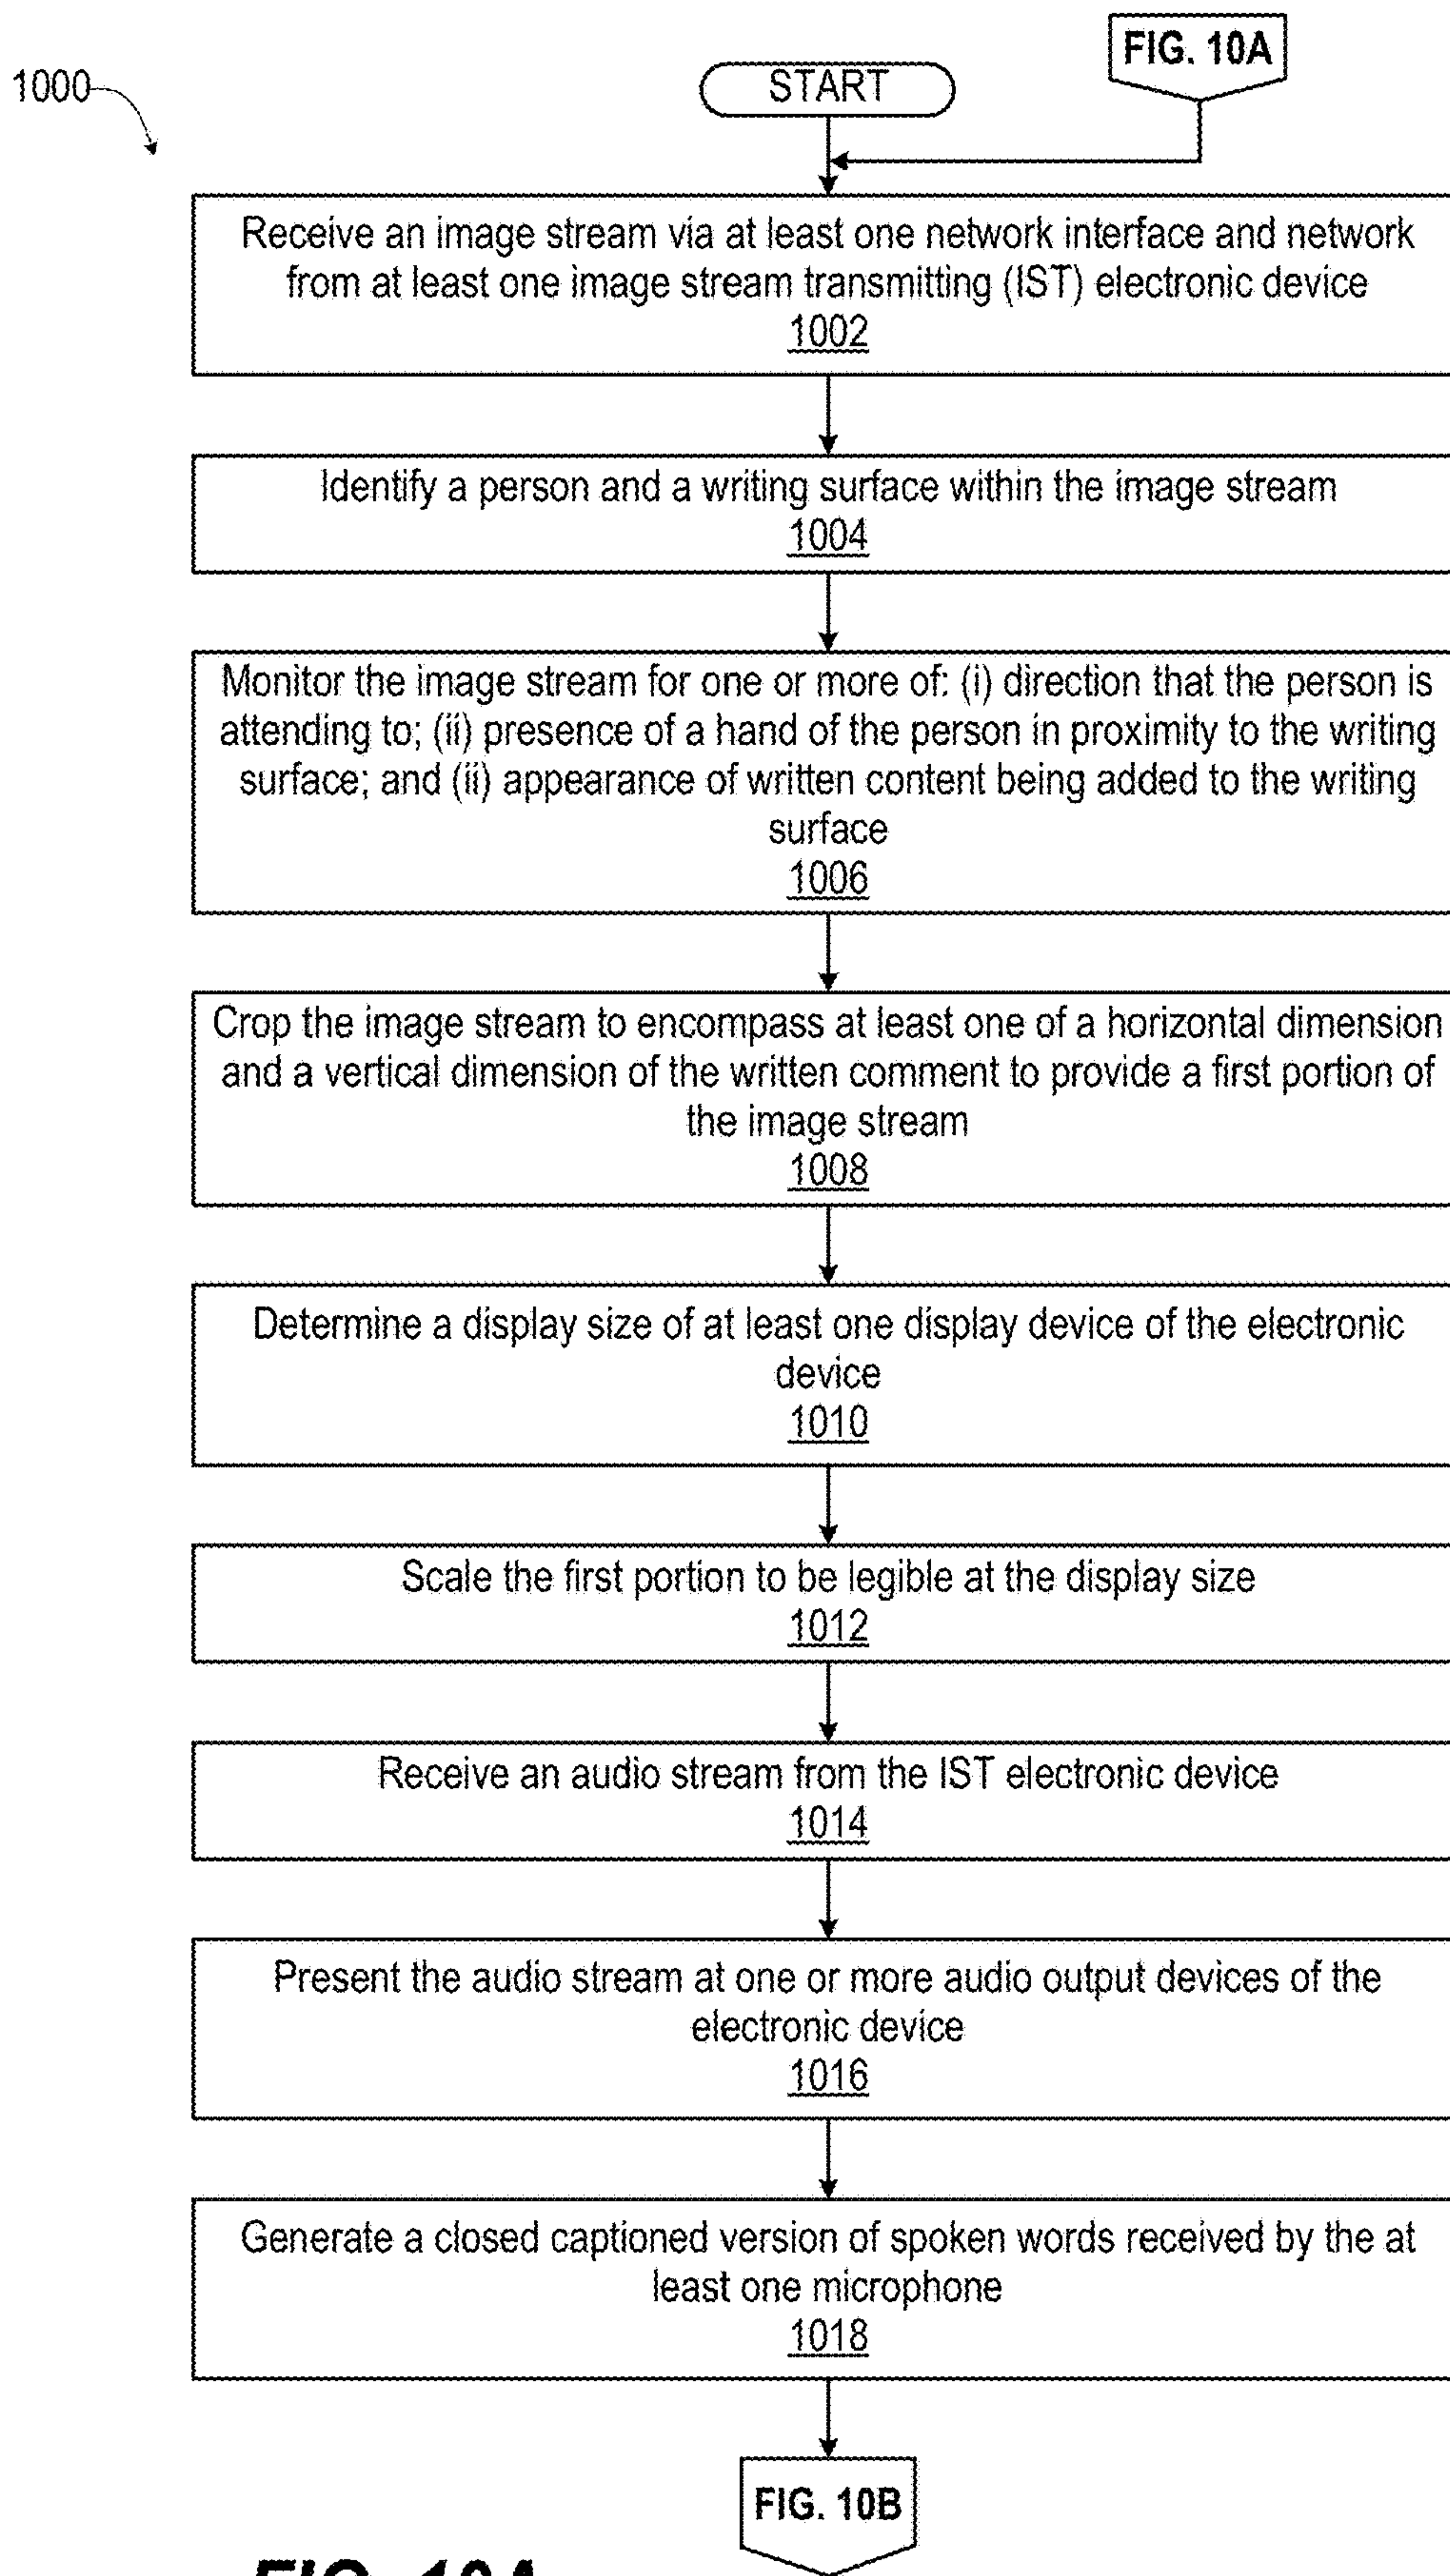 FIG. 10A
1000
START
Receive an image stream via at least one network interface and network
from at least one image stream transmitting (IST) electronic device
1002
Identify a person and a writing surface within the image stream
1004
Monitor the image stream for one or more of: (i) direction that the person is
attending to; (ii) presence of a hand of the person in proximity to the writing
surface; and (ii) appearance of written content being added to the writing
surface
1006
Crop the image stream to encompass at least one of a horizontal dimension
and a vertical dimension of the written comment to provide a first portion of
the image stream
1008
Determine a display size of at least one display device of the electronic
device
1010
Scale the first portion to be legible at the display size
1012
Receive an audio stream from the IST electronic device
1014
Present the audio stream at one or more audio output devices of the
electronic device
1016
Generate a closed captioned version of spoken words received by the at
least one microphone
1018
FIG. 10B
FIG. 10A